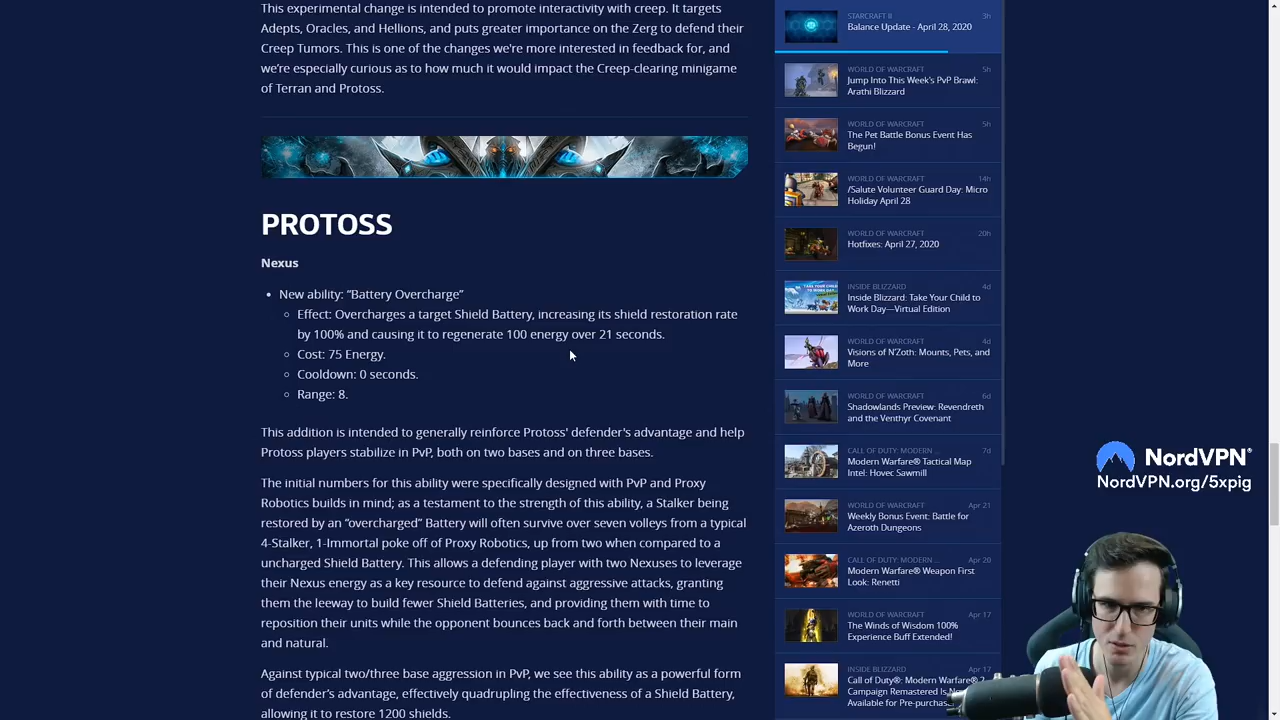 This experimental change is intended to promote interactivity with creep. It targets
Adepts, Oracles, and Hellions, and puts greater importance on the Zerg to defend their
Creep Tumors. This is one of the changes we're more interested in feedback for, and
we're especially curious as to how much it would impact the Creep-clearing minigame
of Terran and Protoss.
PROTOSS
Nexus
• New ability: “Battery Overcharge”
◦ Effect: Overcharges a target Shield Battery, increasing its shield restoration rate
by 100% and causing it to regenerate 100 energy over 21 seconds.
◦ Cost: 75 Energy.
◦ Cooldown: 0 seconds.
◦ Range: 8.
This addition is intended to generally reinforce Protoss' defender's advantage and help
Protoss players stabilize in PvP, both on two bases and on three bases.
The initial numbers for this ability were specifically designed with PvP and Proxy
Robotics builds in mind; as a testament to the strength of this ability, a Stalker being
restored by an “overcharged” Battery will often survive over seven volleys from a typical
4-Stalker, 1-Immortal poke off of Proxy Robotics, up from two when compared to a
uncharged Shield Battery. This allows a defending player with two Nexuses to leverage
their Nexus energy as a key resource to defend against aggressive attacks, granting
them the leeway to build fewer Shield Batteries, and providing them with time to
reposition their units while the opponent bounces back and forth between their main
and natural.
Against typical two/three base aggression in PvP, we see this ability as a powerful form
of defender's advantage, effectively quadrupling the effectiveness of a Shield Battery,
allowing it to restore 1200 shields.
STARCRAFT II 3h
Balance Update - April 28, 2020
WORLD OF WARCRAFT 5h
Jump Into This Week's PvP Brawl:
Arathi Blizzard
WORLD OF WARCRAFT 5h
The Pet Battle Bonus Event Has
Begun!
WORLD OF WARCRAFT 14h
/Salute Volunteer Guard Day: Micro
Holiday April 28
WORLD OF WARCRAFT 20h
Hotfixes: April 27, 2020
INSIDE BLIZZARD 4d
Inside Blizzard: Take Your Child to
Work Day—Virtual Edition
WORLD OF WARCRAFT 4d
Visions of N'Zoth: Mounts, Pets, and
More
WORLD OF WARCRAFT 6d
Shadowlands Preview: Revendreth
and the Venthyr Covenant
CALL OF DUTY: MODERN ... 7d
Modern Warfare® Tactical Map
Intel: Hovec Sawmill
WORLD OF WARCRAFT Apr 21
Weekly Bonus Event: Battle for
Azeroth Dungeons
CALL OF DUTY: MODERN ... Apr 20
Modern Warfare® Weapon First
Look: Renetti
WORLD OF WARCRAFT Apr 17
The Winds of Wisdom 100%
Experience Buff Extended!
INSIDE BLIZZARD Apr 17
Call of Duty®: Modern Warfare® 2
Campaign Remastered Is
Available for Pre-purchase
NordVPN®
NordVPN.org/5xpig